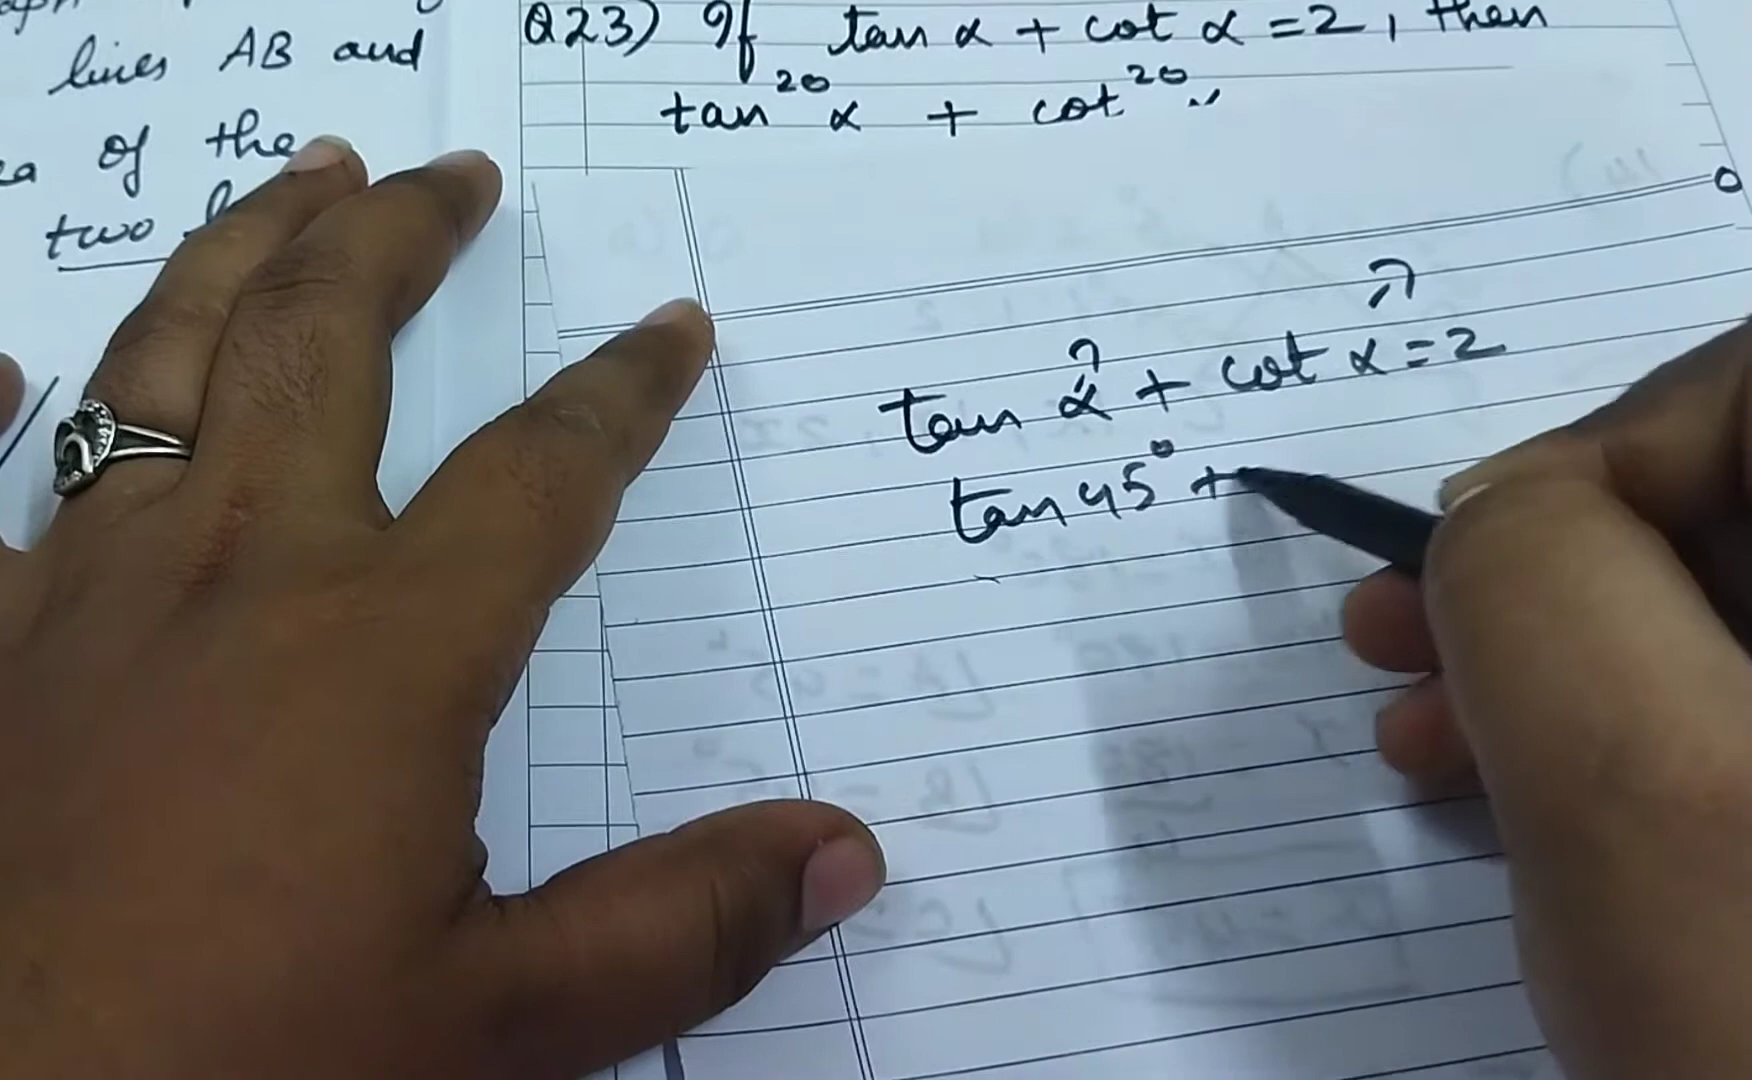 lines AB and
of the
two
Q23) If tan α + cot α = 2, then
tan²⁰ α + cot²⁰
tan α + cot α = 2
tan 45° +